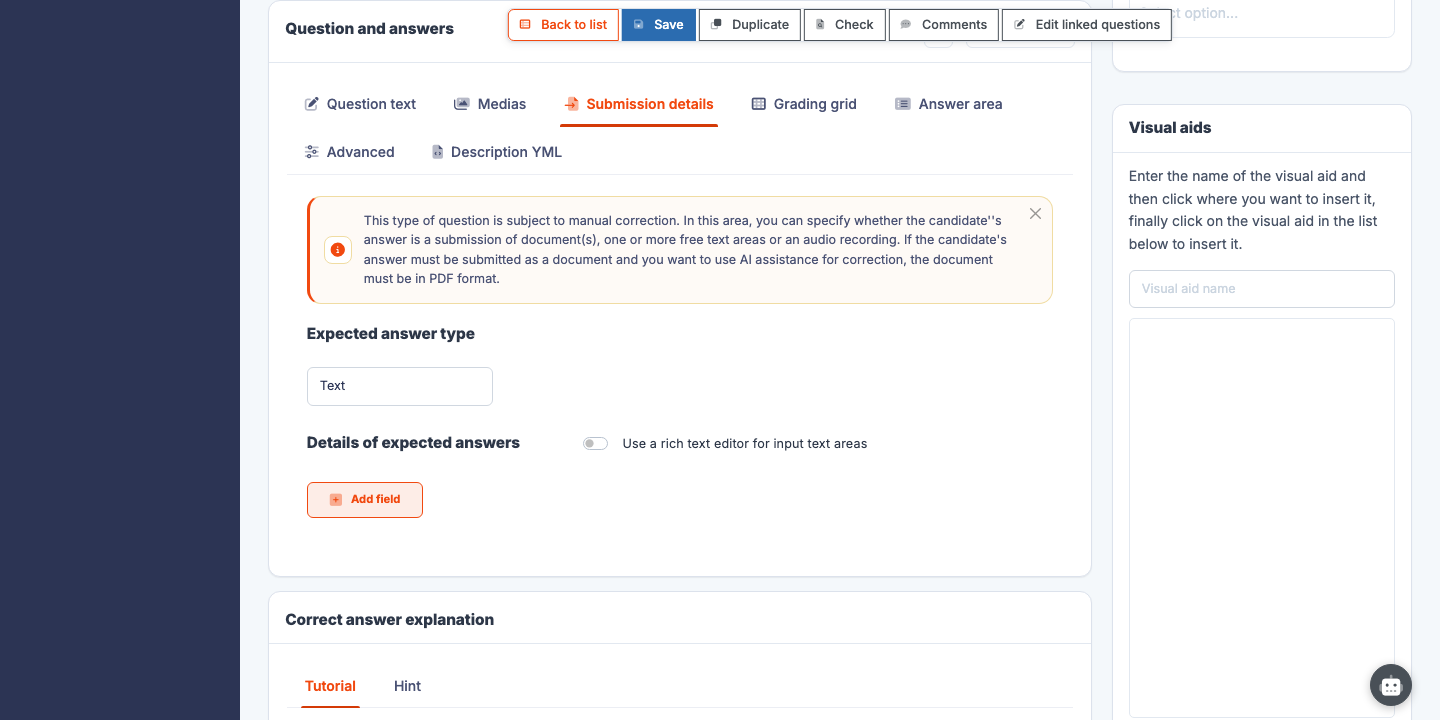 Back to list
Save
Duplicate
Check
Comments
Edit linked questions
Question and answers
Question text
Medias
Submission details
Grading grid
Answer area
Advanced
Description YML
This type of question is subject to manual correction. In this area, you can specify whether the candidate''s
answer is a submission of document(s), one or more free text areas or an audio recording. If the candidate's
answer must be submitted as a document and you want to use AI assistance for correction, the document
must be in PDF format.
Expected answer type
Text
Details of expected answers
Use a rich text editor for input text areas
Add field
Correct answer explanation
Tutorial
Hint
option...
Visual aids
Enter the name of the visual aid and
then click where you want to insert it,
finally click on the visual aid in the list
below to insert it.
Visual aid name